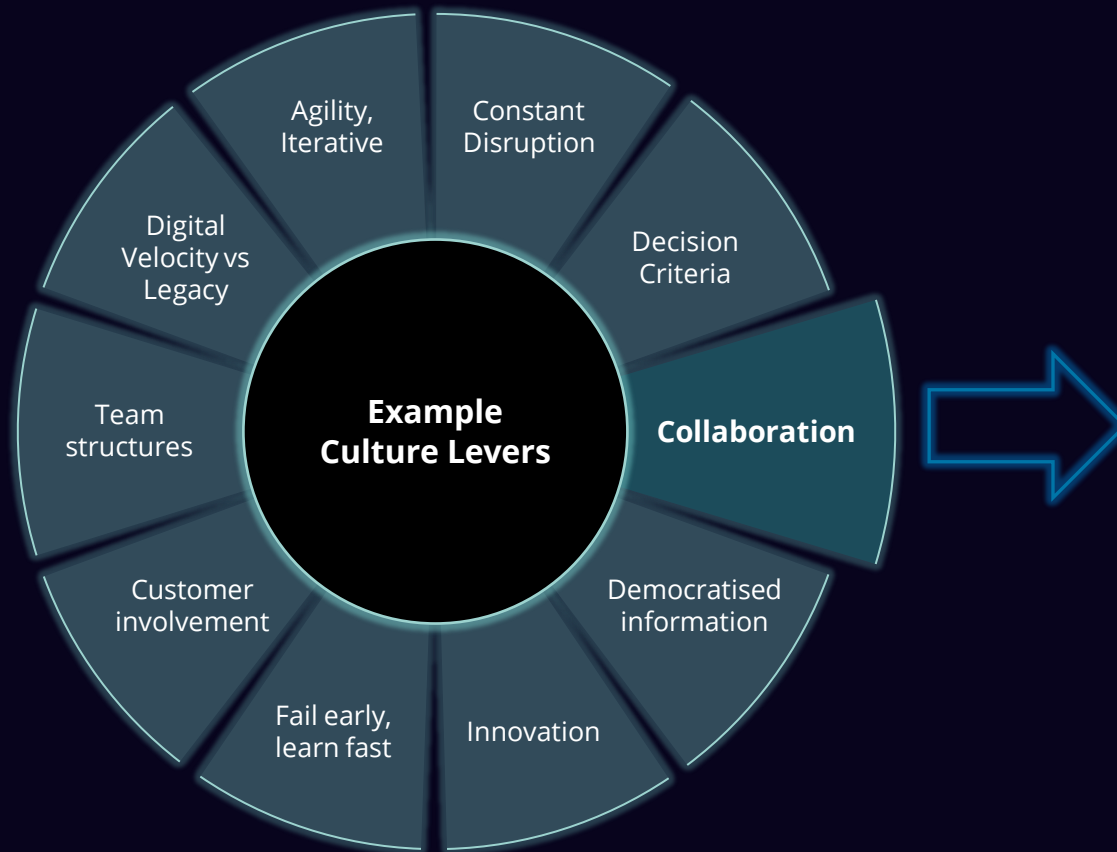 Agility,
Iterative
Constant
Disruption
Digital
Velocity vs
Legacy
Decision
Criteria
Team
structures
Example
Culture Levers
Collaboration
Customer
involvement
Democratised
information
Fail early,
learn fast
Innovation